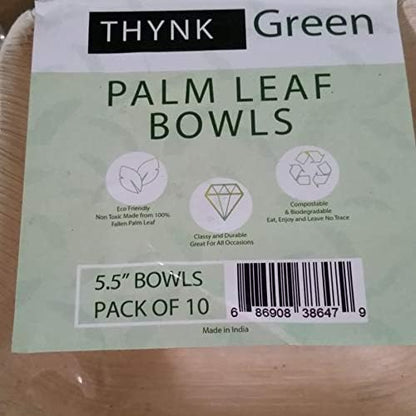 THYNK Green
PALM LEAF
BOWLS
Eco Friendly
Non Toxic Made from 100%
Fallen Palm Leaf
Classy and Durable
Great For All Occasions
Compostable
& Biodegradable
Eat, Enjoy and Leave No Trace
5.5" BOWLS
PACK OF 10
6 86908 38647 9
Made in India